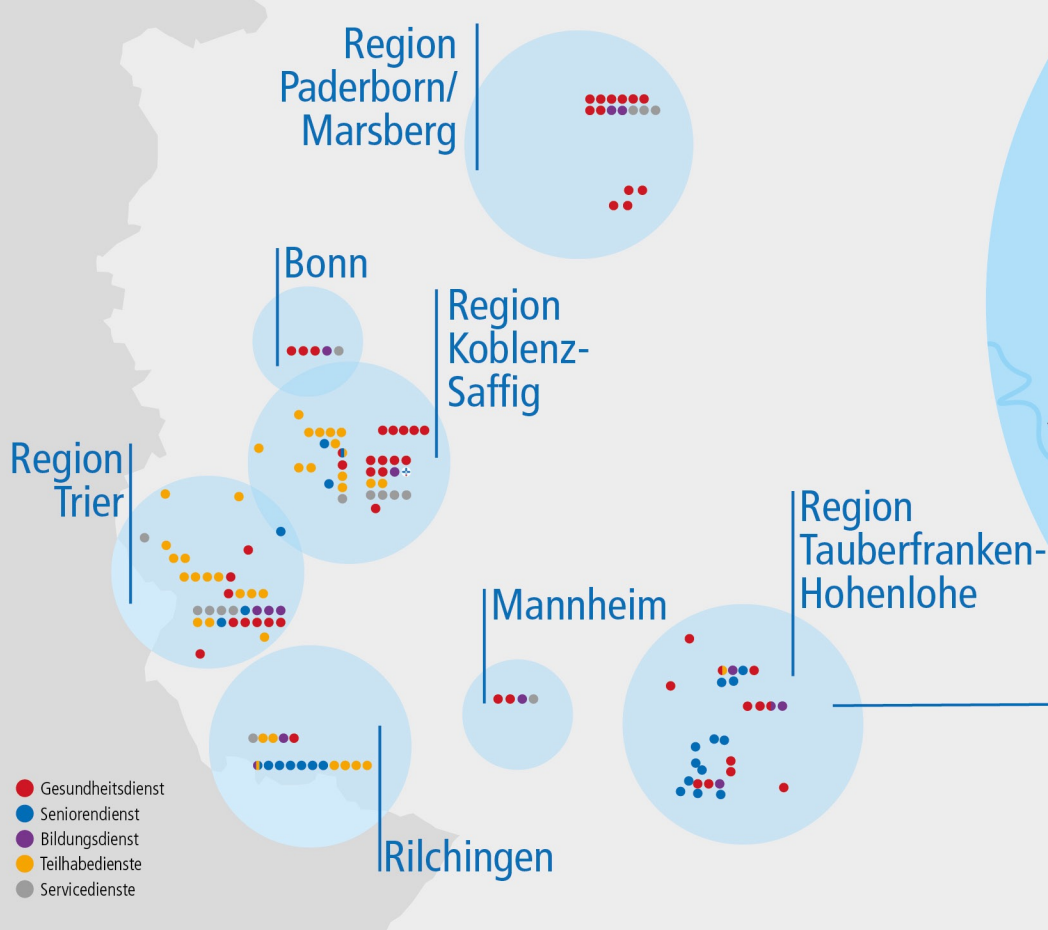 Region
Paderborn/
Marsberg
Bonn
Region
Koblenz-
Saffig
Region
Trier
Region
Tauberfranken-
Hohenlohe
Mannheim
Rilchingen
Gesundheitsdienst
Seniorendienst
Bildungsdienst
Teilhabedienste
Servicedienste